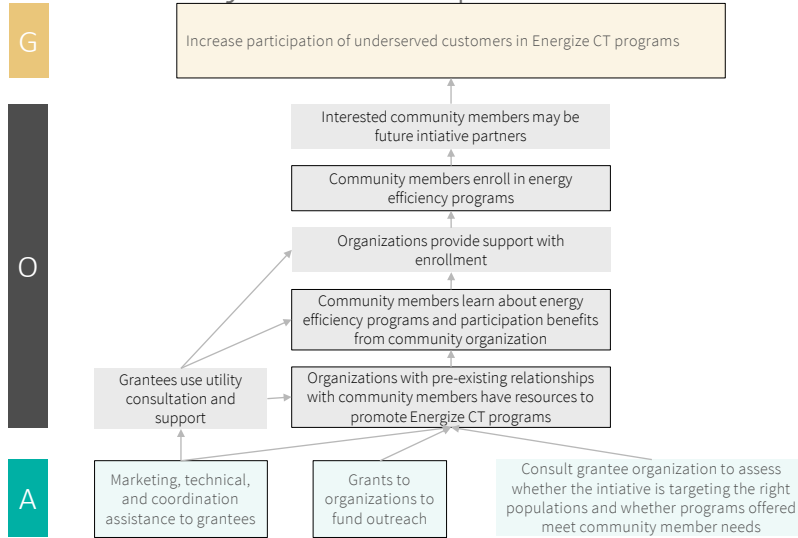 G
Increase participation of underserved customers in Energize CT programs
O
Interested community members may be
future intiative partners
Community members enroll in energy
efficiency programs
Organizations provide support with
enrollment
Community members learn about energy
efficiency programs and participation benefits
from community organization
Grantees use utility
consultation and
support
Organizations with pre-existing relationships
with community members have resources to
promote Energize CT programs
A
Marketing, technical,
and coordination
assistance to grantees
Grants to
organizations to
fund outreach
Consult grantee organization to assess
whether the intiative is targeting the right
populations and whether programs offered
meet community member needs